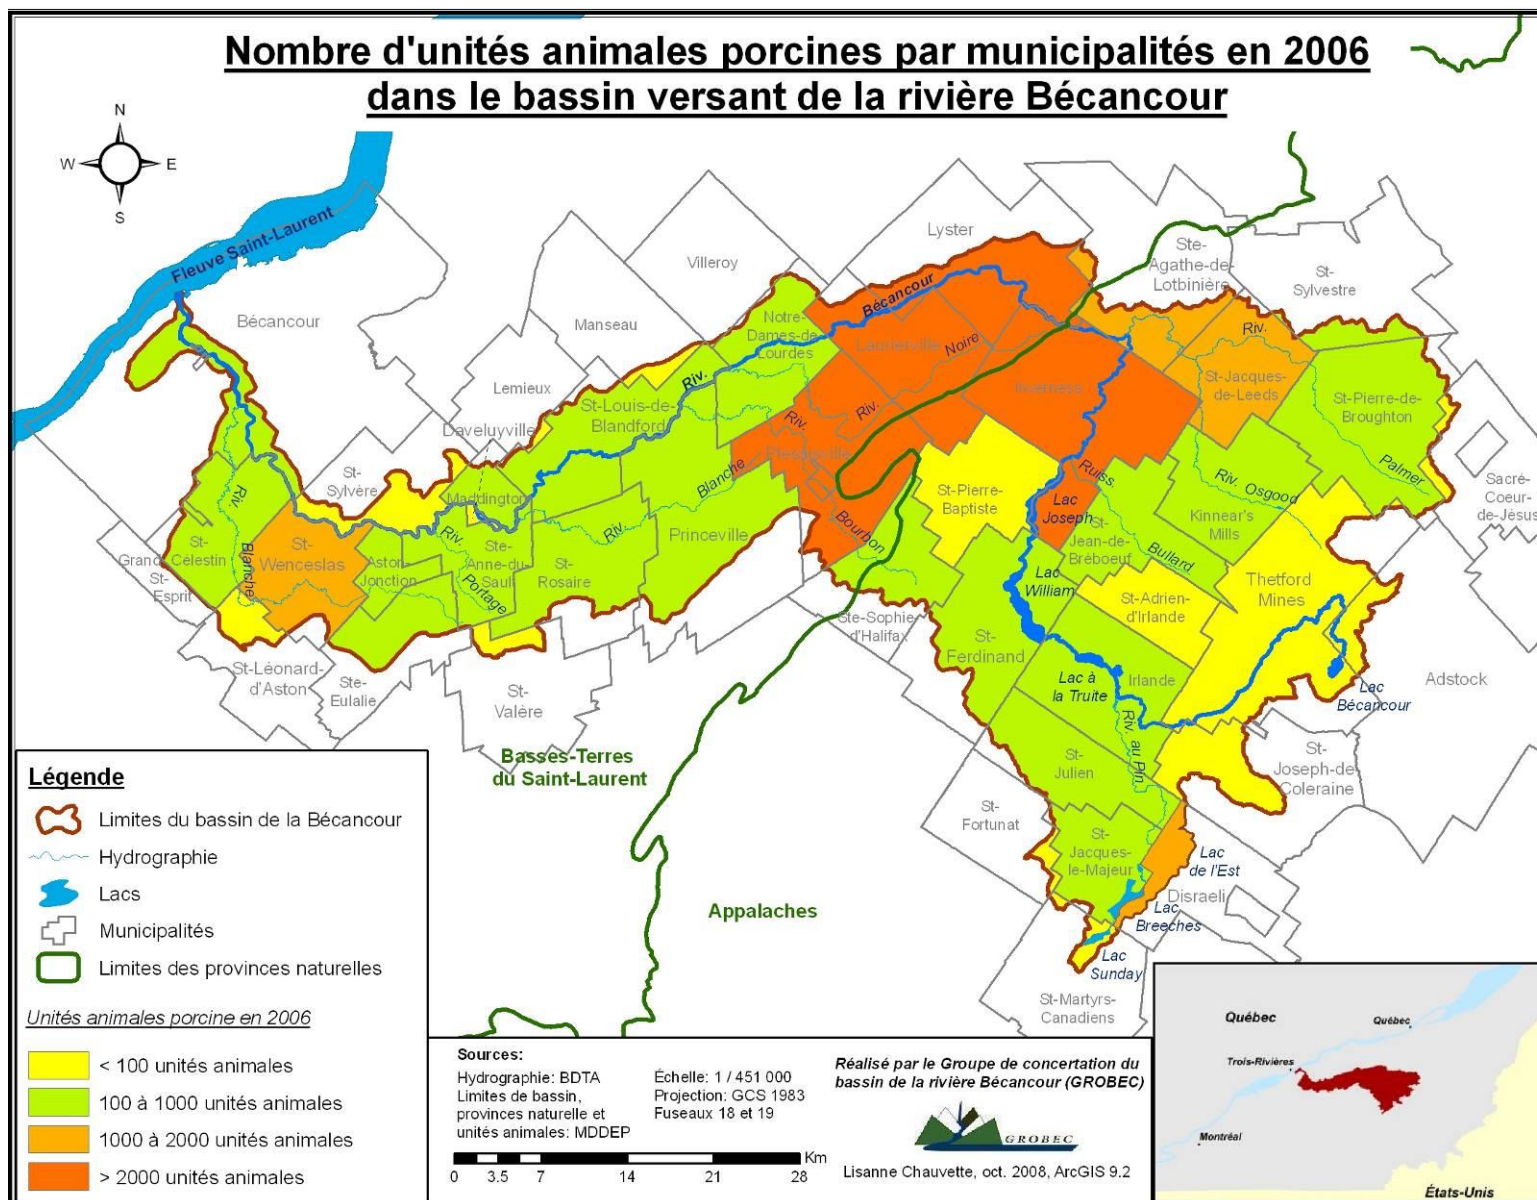 Nombre d'unités animales porcines par municipalités en 2006
dans le bassin versant de la rivière Bécancour
N
W
E
S
Fleuve Saint-Laurent
Bécancour
Villeroy
Manseau
Lemieux
Daveluyville
St-
Sylvère
Lyster
Ste-
Agathe-de-
Lotbinière
St-
Sylvestre
Bécancour
Notre-
Dames-de-
Lourdes
Laurierville
Riv. Noire
Inverness
Riv.
St-Jacques-
de-Leeds
St-Pierre-de-
Broughton
Palmer
Sacré-
Coeur-
de-Jésus
Riv.
St-Louis-de-
Blandford
Riv.
Plessisville
Riv. Blanche
Princeville
Bourbon
St-Pierre-
Baptiste
Ruiss.
Lac
Joseph
St-
Jean-de-
Bréboeuf
Bullard
Riv. Osgood
Kinnear's
Mills
Thetford
Mines
Maddington
Riv.
Portage
Ste-
Anne-du-
Sault
St-
Rosaire
Aston-
Jonction
St-
Wenceslas
St-
Célestin
Riv.
Blanche
Grand-
St-
Esprit
St-Léonard-
d'Aston
Ste-
Eulalie
St-
Valère
Ste-Sophie-
d'Halifax
Lac
William
St-Adrien-
d'Irlande
St-
Ferdinand
Lac à
la Truite
Irlande
Riv. au Pin
Lac
Bécancour
Adstock
St-
Joseph-de-
Coleraine
St-
Julien
St-
Fortunat
St-
Jacques-
le-Majeur
Lac
de l'Est
Disraeli
Lac
Breeches
Lac
Sunday
St-Martyrs-
Canadiens
Basses-Terres
du Saint-Laurent
Appalaches
Légende
Limites du bassin de la Bécancour
Hydrographie
Lacs
Municipalités
Limites des provinces naturelles
Unités animales porcine en 2006
< 100 unités animales
100 à 1000 unités animales
1000 à 2000 unités animales
> 2000 unités animales
Sources:
Hydrographie: BDTA
Limites de bassin,
provinces naturelle et
unités animales: MDDEP
Échelle: 1 / 451 000
Projection: GCS 1983
Fuseaux 18 et 19
Réalisé par le Groupe de concertation du
bassin de la rivière Bécancour (GROBEC)
GROBEC
Lisanne Chauvette, oct. 2008, ArcGIS 9.2
0 3.5 7 14 21 28 Km
Québec
Québec
Trois-Rivières
Montréal
États-Unis